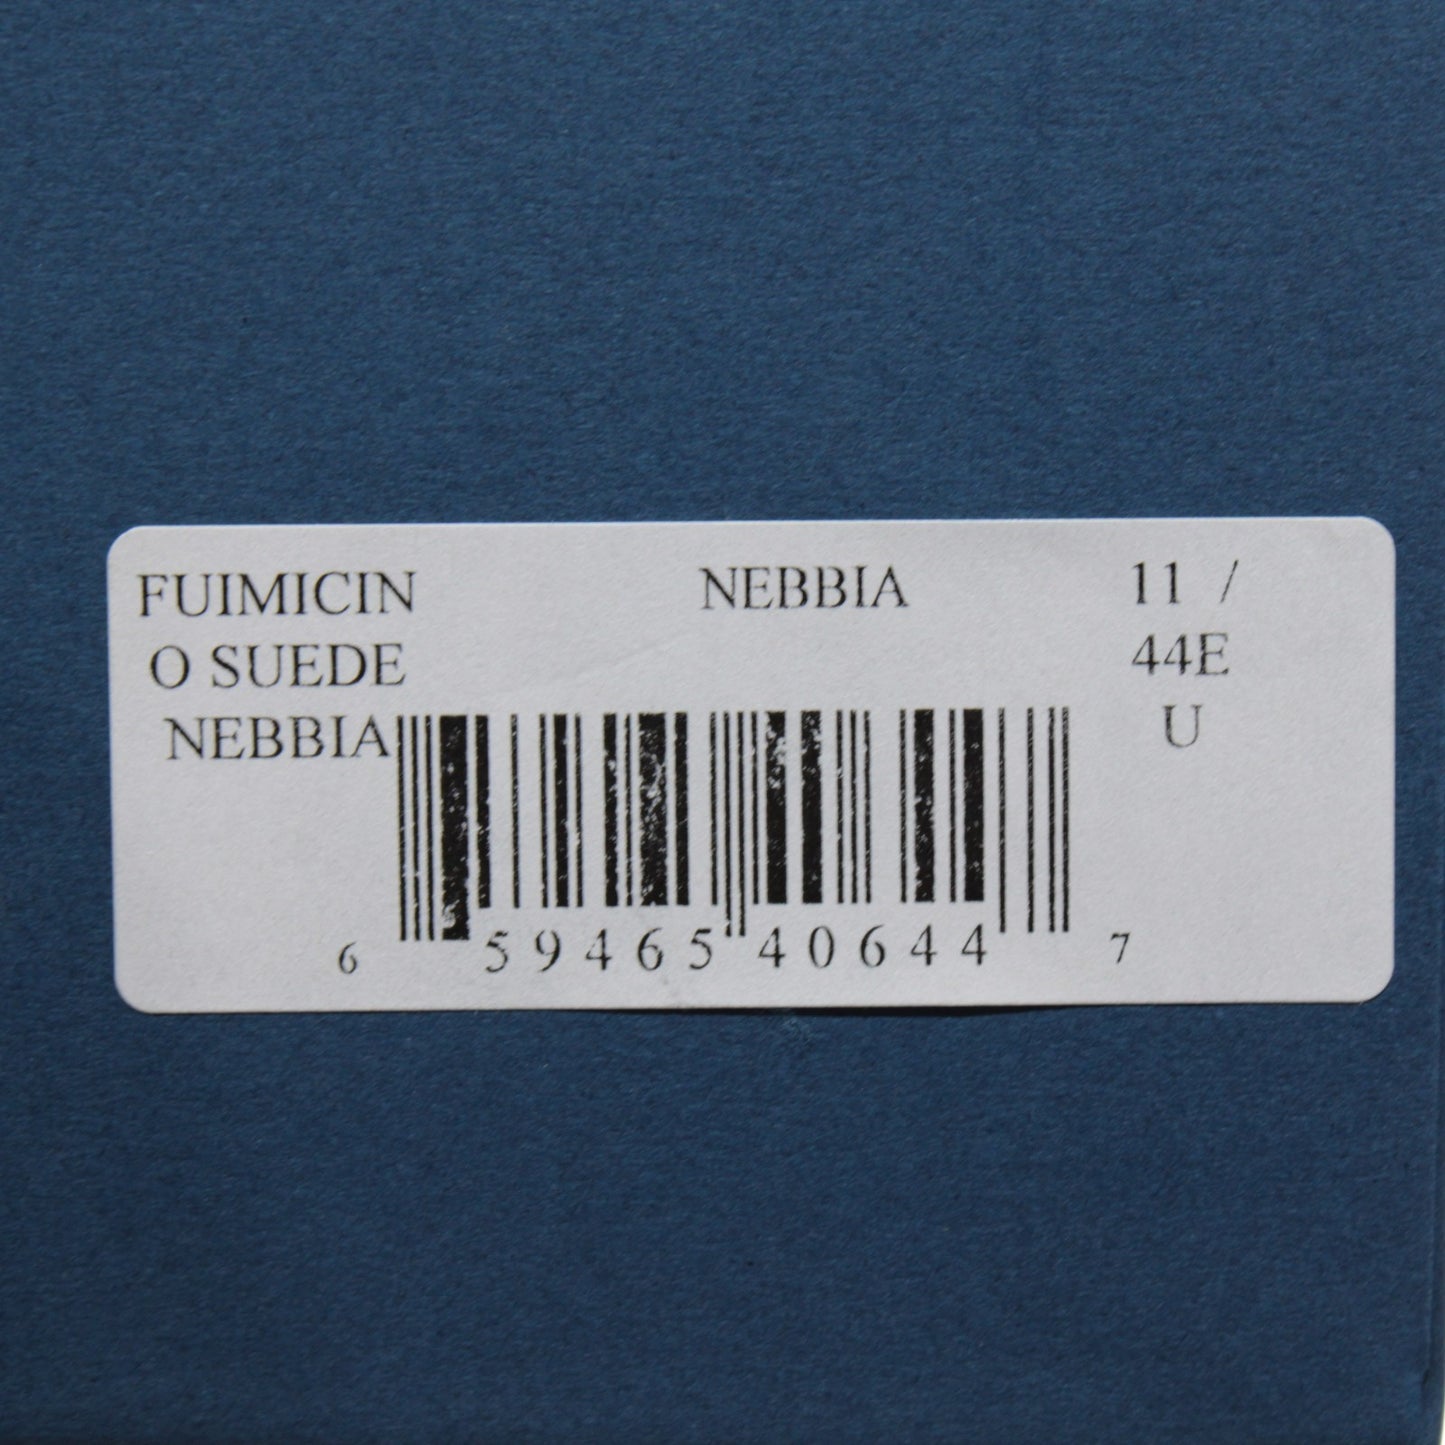 FUIMICIN
O SUEDE
NEBBIA
NEBBIA
11 /
44E
U
6 59465 40644 7